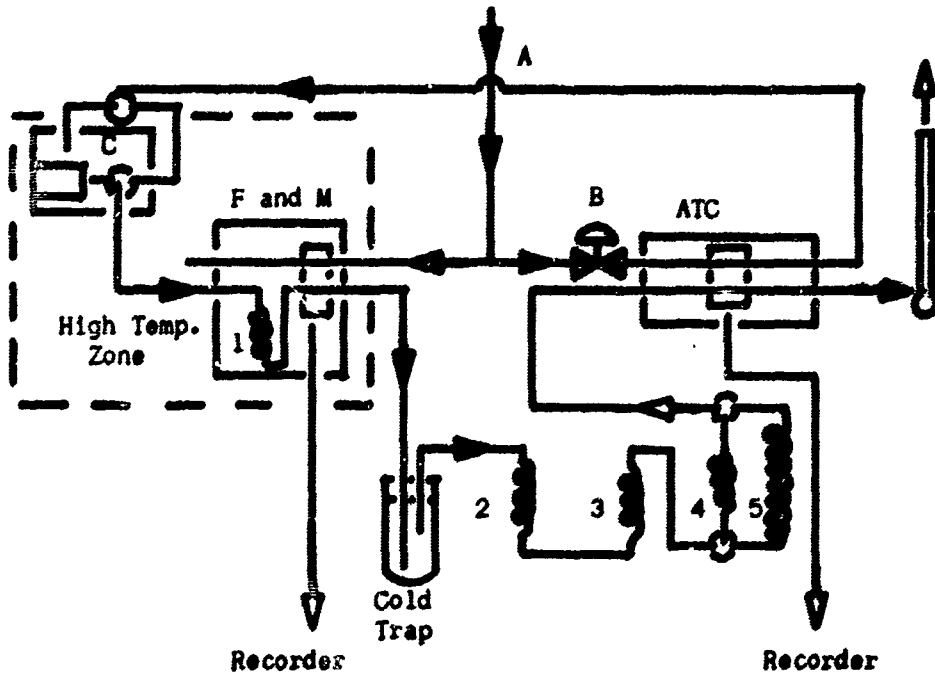 A
C
F and M
B
ATC
High Temp.
Zone
1
2
3
4
5
Cold
Trap
Recorder
Recorder